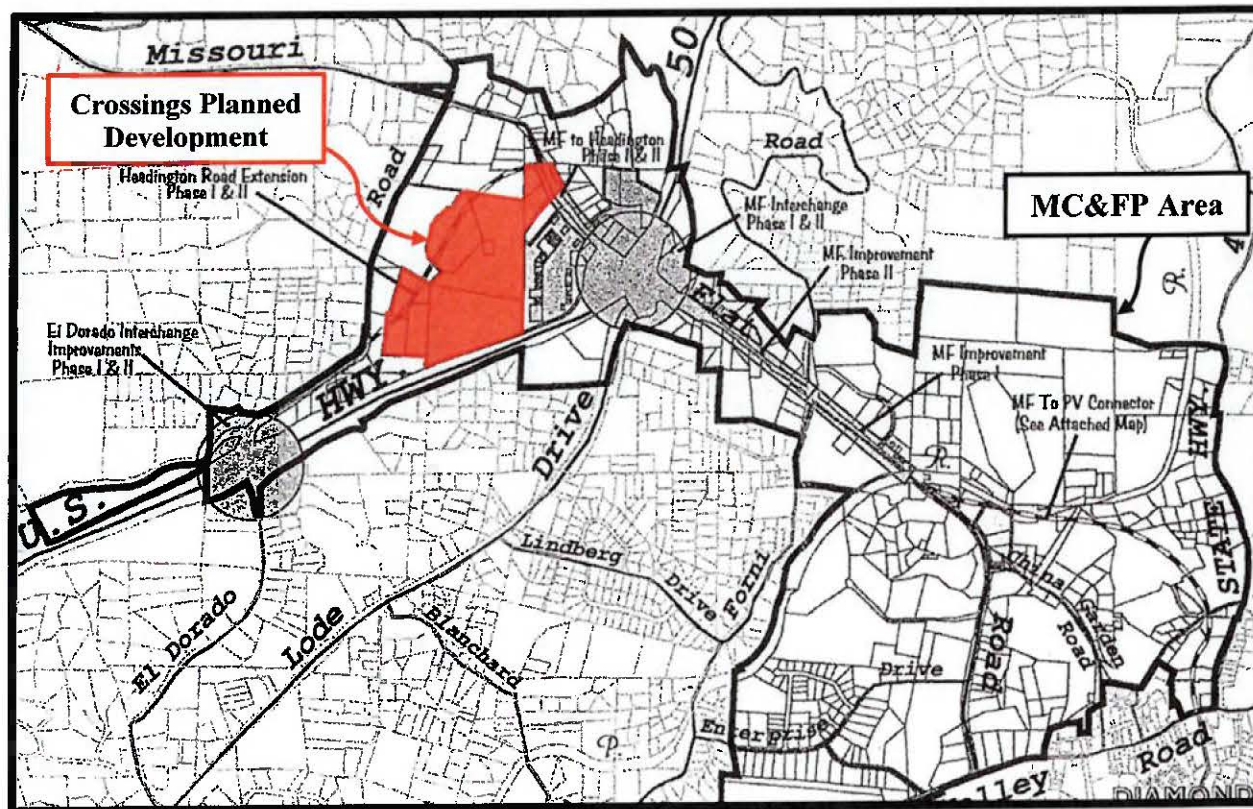 Missouri
50
Crossings Planned
Development
MF to Headington
Phase I & II
Road
Headington Road Extension
Phase I & II
Road
MF Interchange
Phase I & II
MC&FP Area
4
R.
MF Improvement
Phase II
Flat
El Dorado Interchange
Improvements
Phase I & II
HWY
MF Improvement
Phase I
MF To PV Connector
(See Attached Map)
HWY.
Drive
R.
U.S.
STATE
Lindberg
Drive
Forni
China
Garden
Road
El Dorado
Lode
Blanchard
Road
Drive
Enterprise
P.
Road
DIAMOND